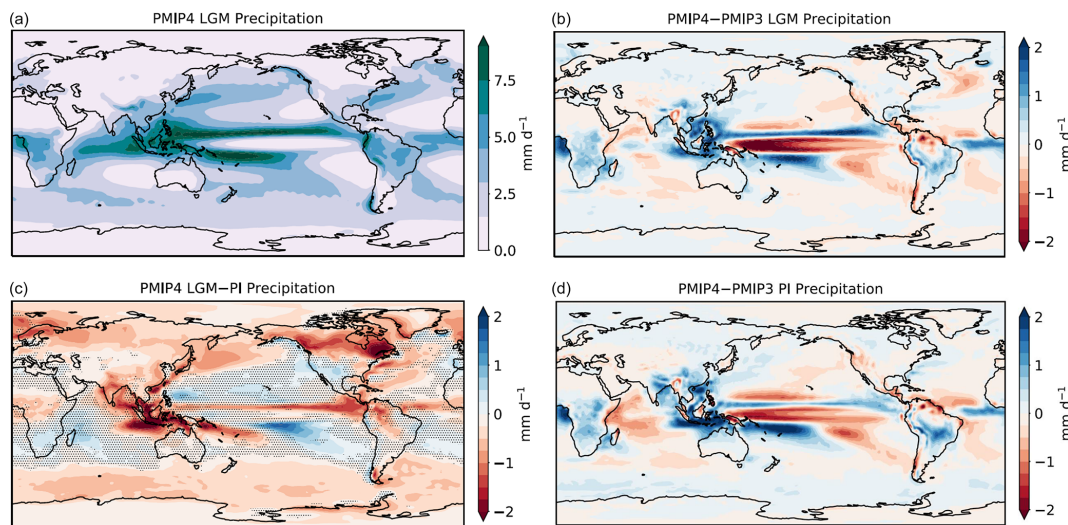 (a) PMIP4 LGM Precipitation
7.5
5.0
2.5
0.0
mm d⁻¹
(b) PMIP4−PMIP3 LGM Precipitation
2
1
0
−1
−2
mm d⁻¹
(c) PMIP4 LGM−PI Precipitation
2
1
0
−1
−2
mm d⁻¹
(d) PMIP4−PMIP3 PI Precipitation
2
1
0
−1
−2
mm d⁻¹